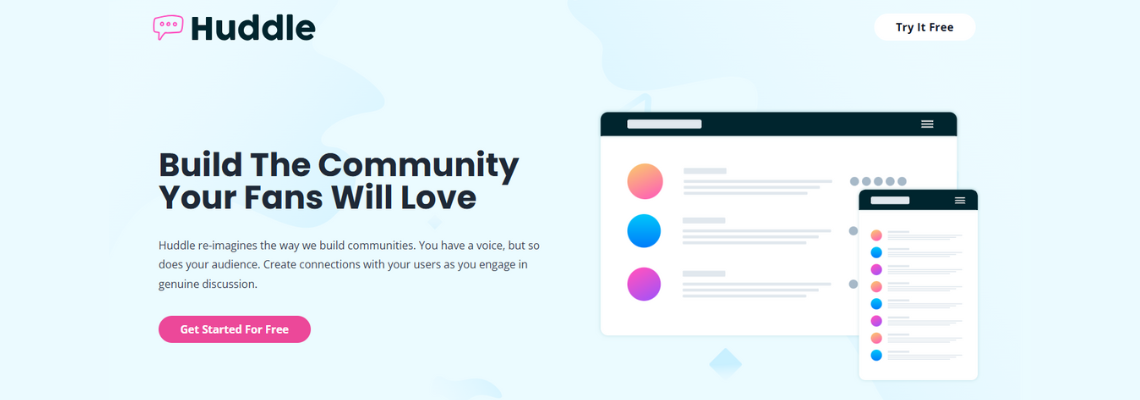 Huddle
Try It Free
Build The Community
Your Fans Will Love
Huddle re-imagines the way we build communities. You have a voice, but so
does your audience. Create connections with your users as you engage in
genuine discussion.
Get Started For Free